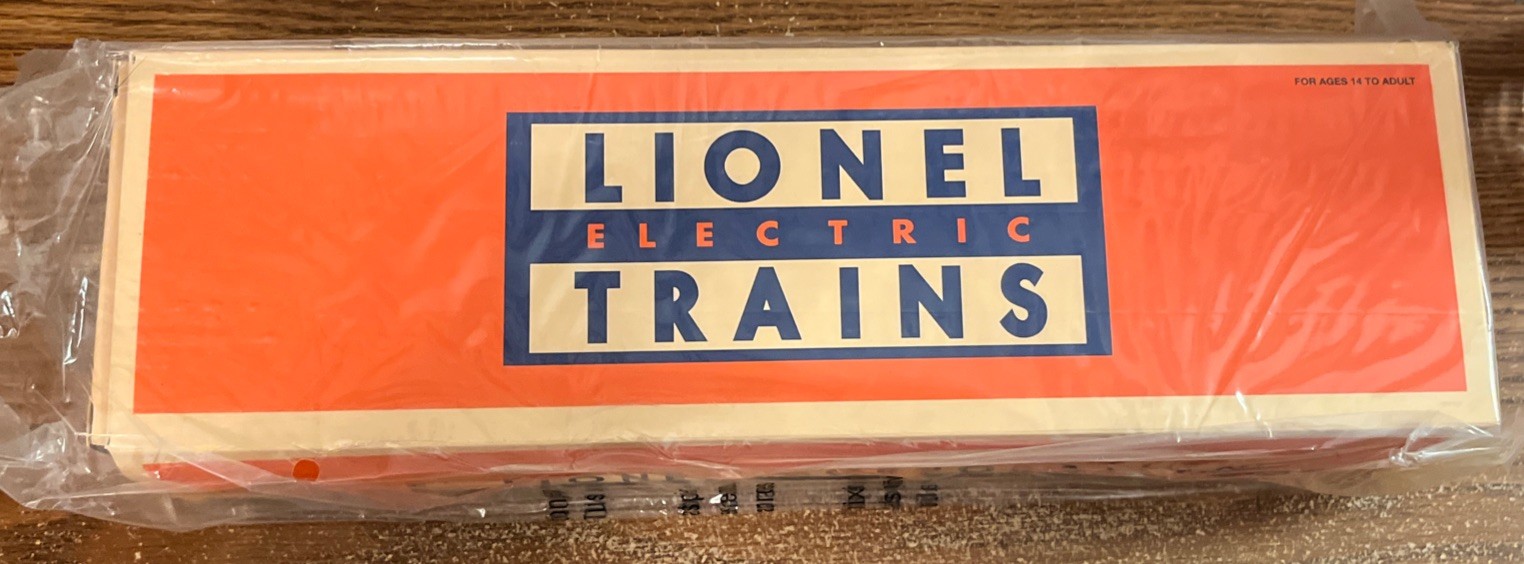 FOR AGES 14 TO ADULT
LIONEL
ELECTRIC
TRAINS